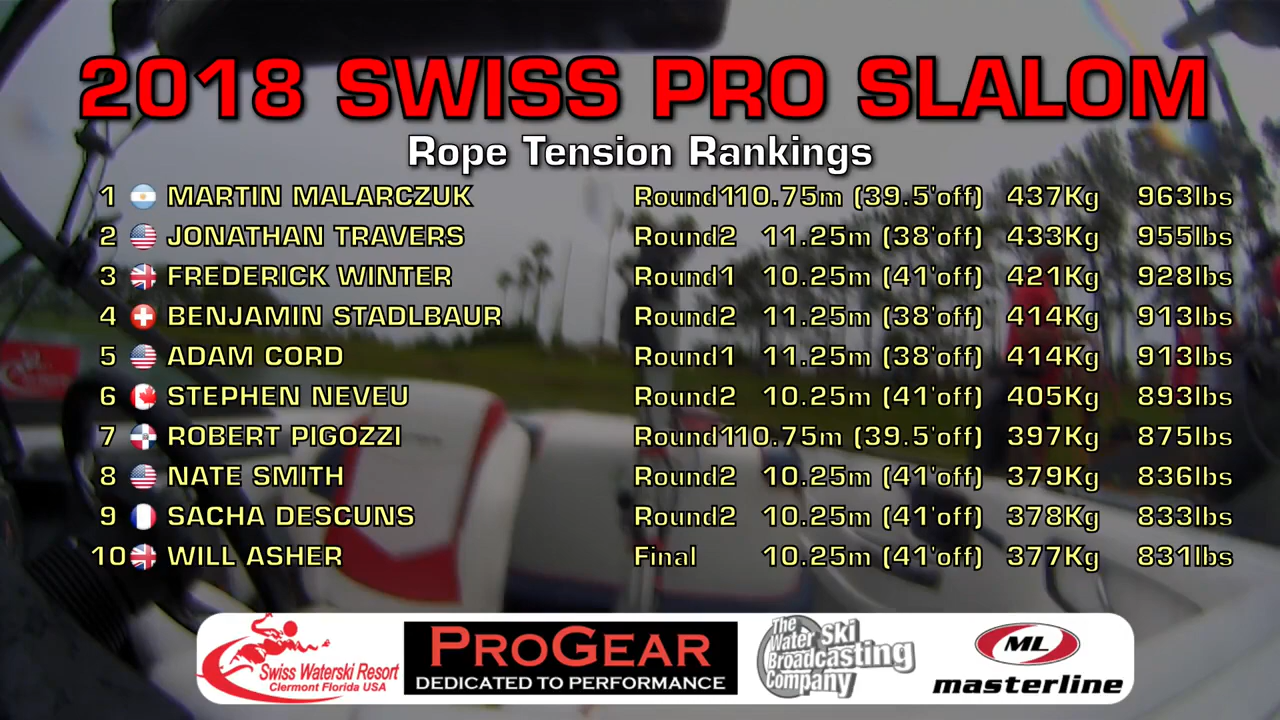 2018 SWISS PRO SLALOM
Rope Tension Rankings
1 MARTIN MALARCZUK Round1 10.75m (39.5'off) 437Kg 963lbs
2 JONATHAN TRAVERS Round2 11.25m (38'off) 433Kg 955lbs
3 FREDERICK WINTER Round1 10.25m (41'off) 421Kg 928lbs
4 BENJAMIN STADLBAUR Round2 11.25m (38'off) 414Kg 913lbs
5 ADAM CORD Round1 11.25m (38'off) 414Kg 913lbs
6 STEPHEN NEVEU Round2 10.25m (41'off) 405Kg 893lbs
7 ROBERT PIGOZZI Round1 10.75m (39.5'off) 397Kg 875lbs
8 NATE SMITH Round2 10.25m (41'off) 379Kg 836lbs
9 SACHA DESCUNS Round2 10.25m (41'off) 378Kg 833lbs
10 WILL ASHER Final 10.25m (41'off) 377Kg 831lbs
Swiss Waterski Resort
Clermont Florida USA
PROGEAR
DEDICATED TO PERFORMANCE
The
Water Ski
Broadcasting
Company
ML
masterline